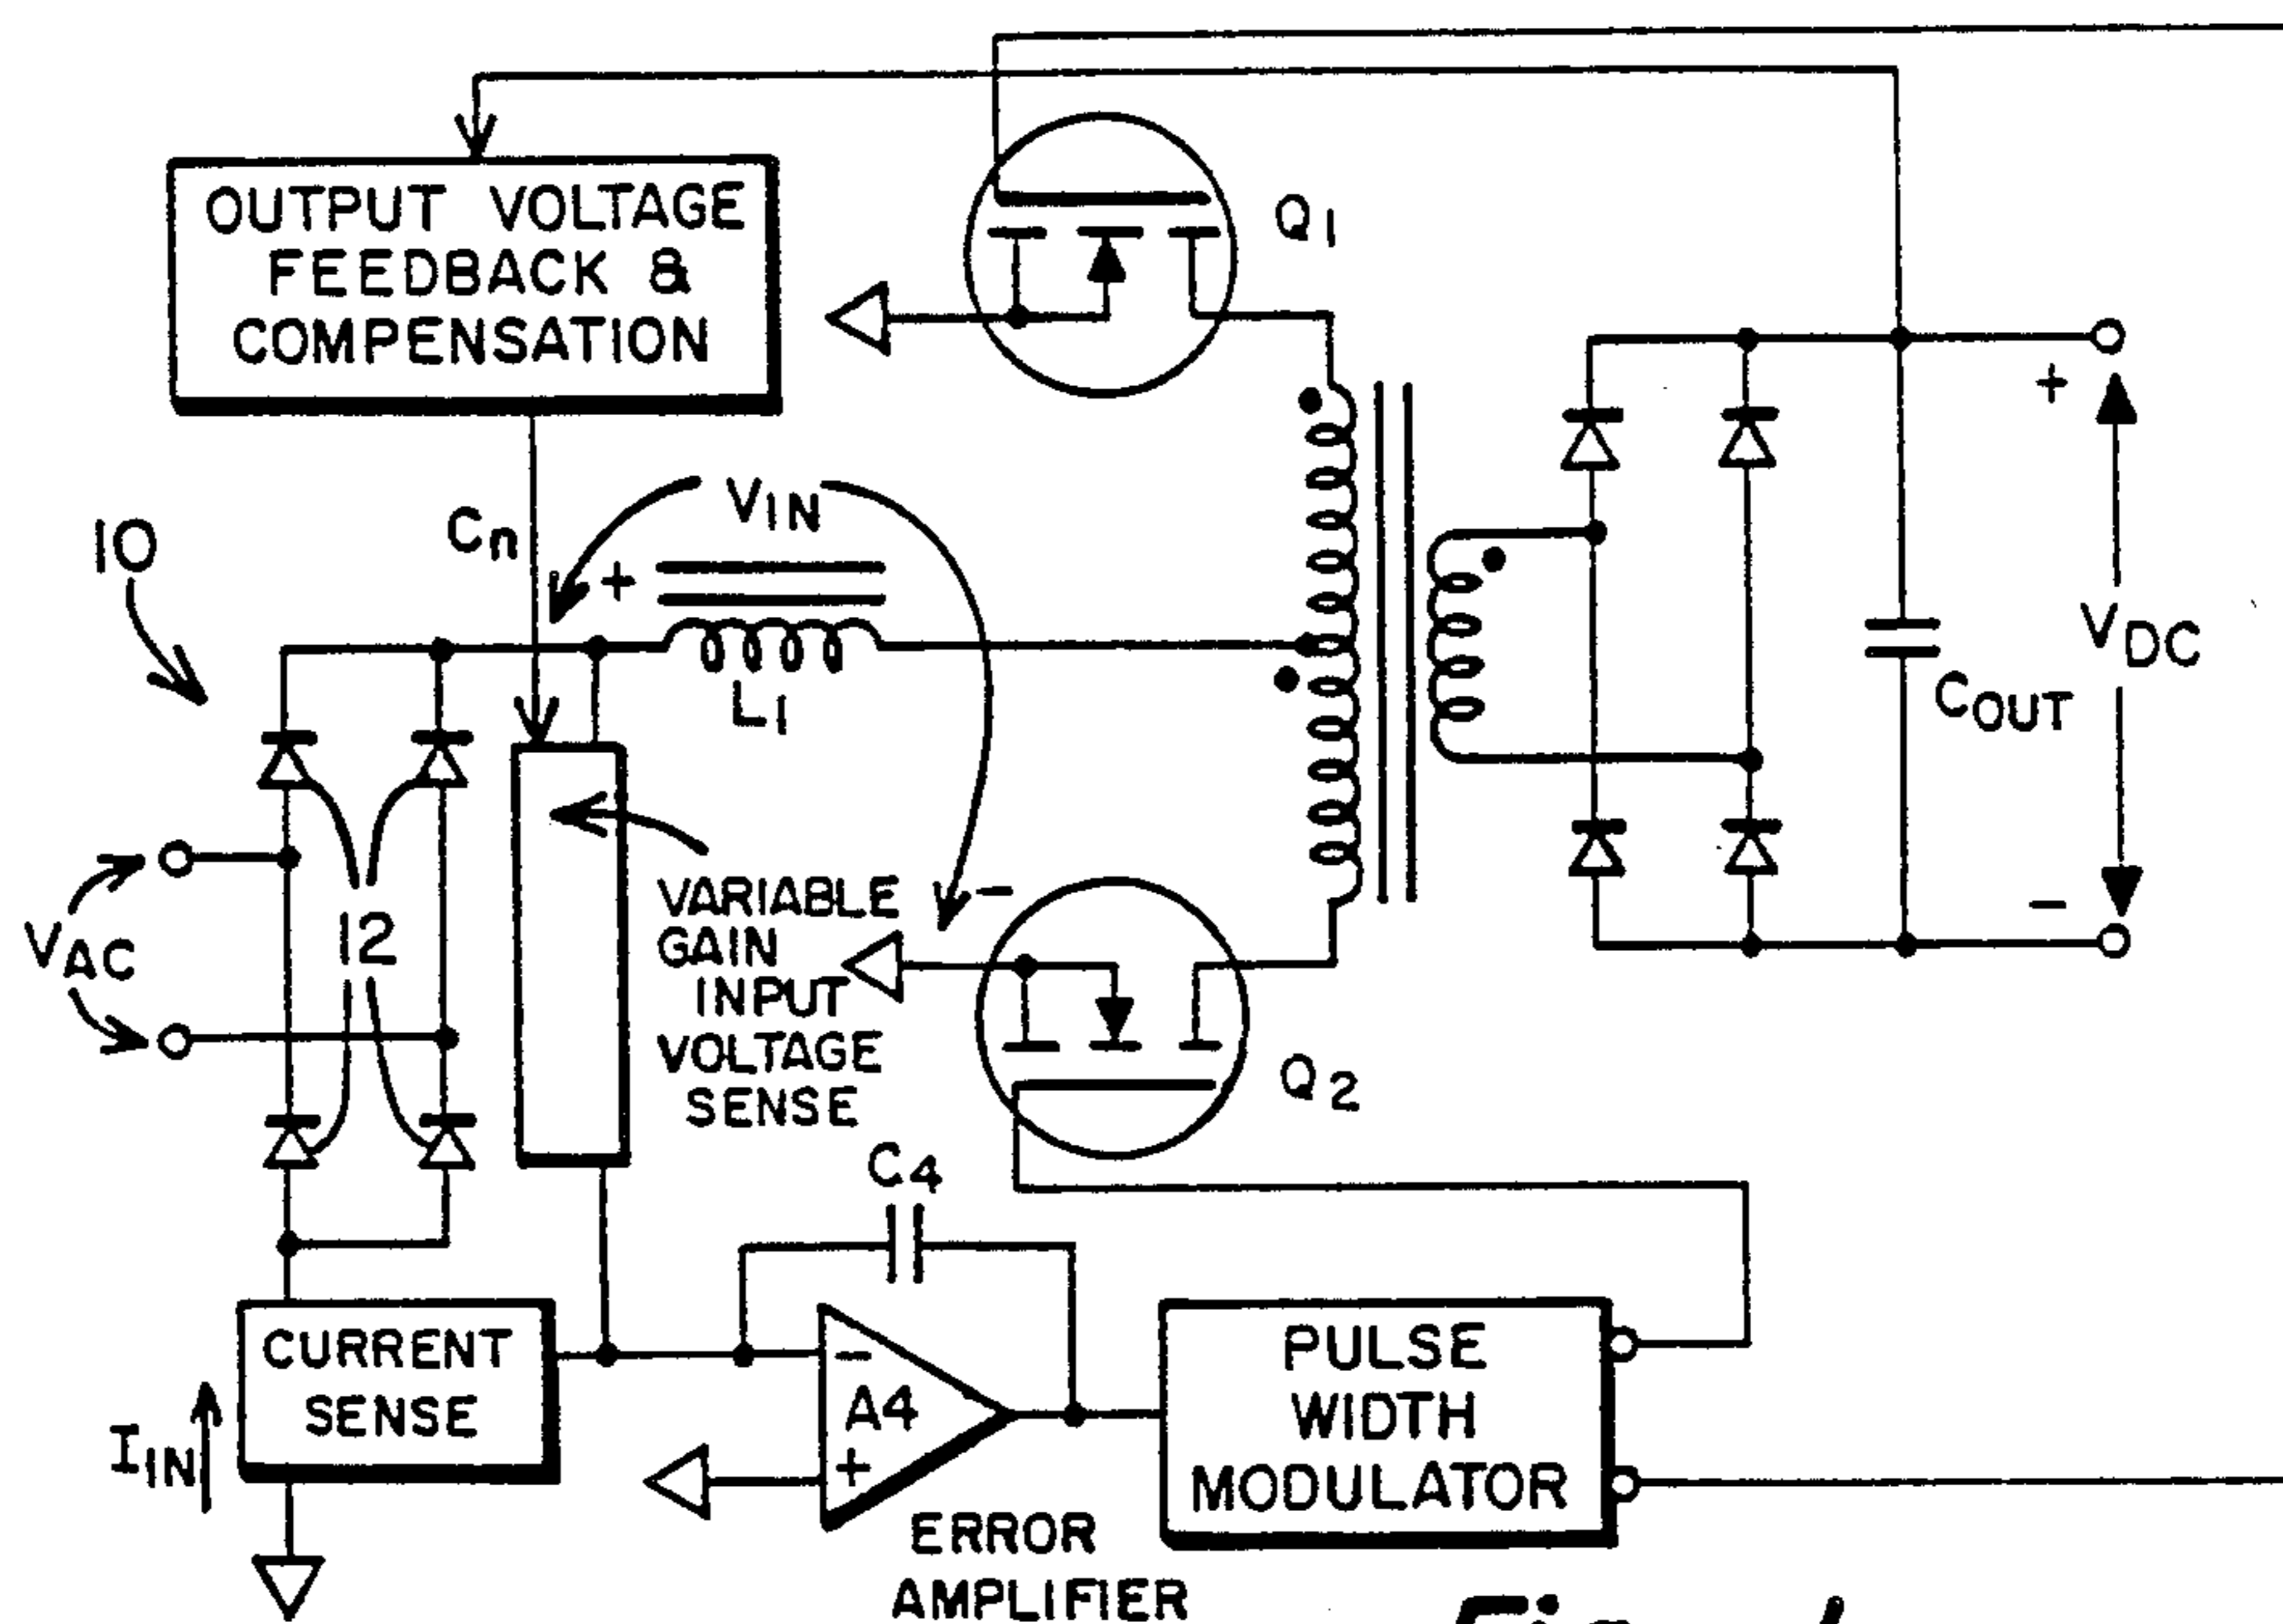 OUTPUT VOLTAGE
FEEDBACK &
COMPENSATION
Q1
+
VIN
Cn
10
+
L1
VDC
COUT
VAC
12
VARIABLE
GAIN
INPUT
VOLTAGE
SENSE
-
-
Q2
C4
CURRENT
SENSE
IIN
-
A4
+
ERROR
AMPLIFIER
PULSE
WIDTH
MODULATOR